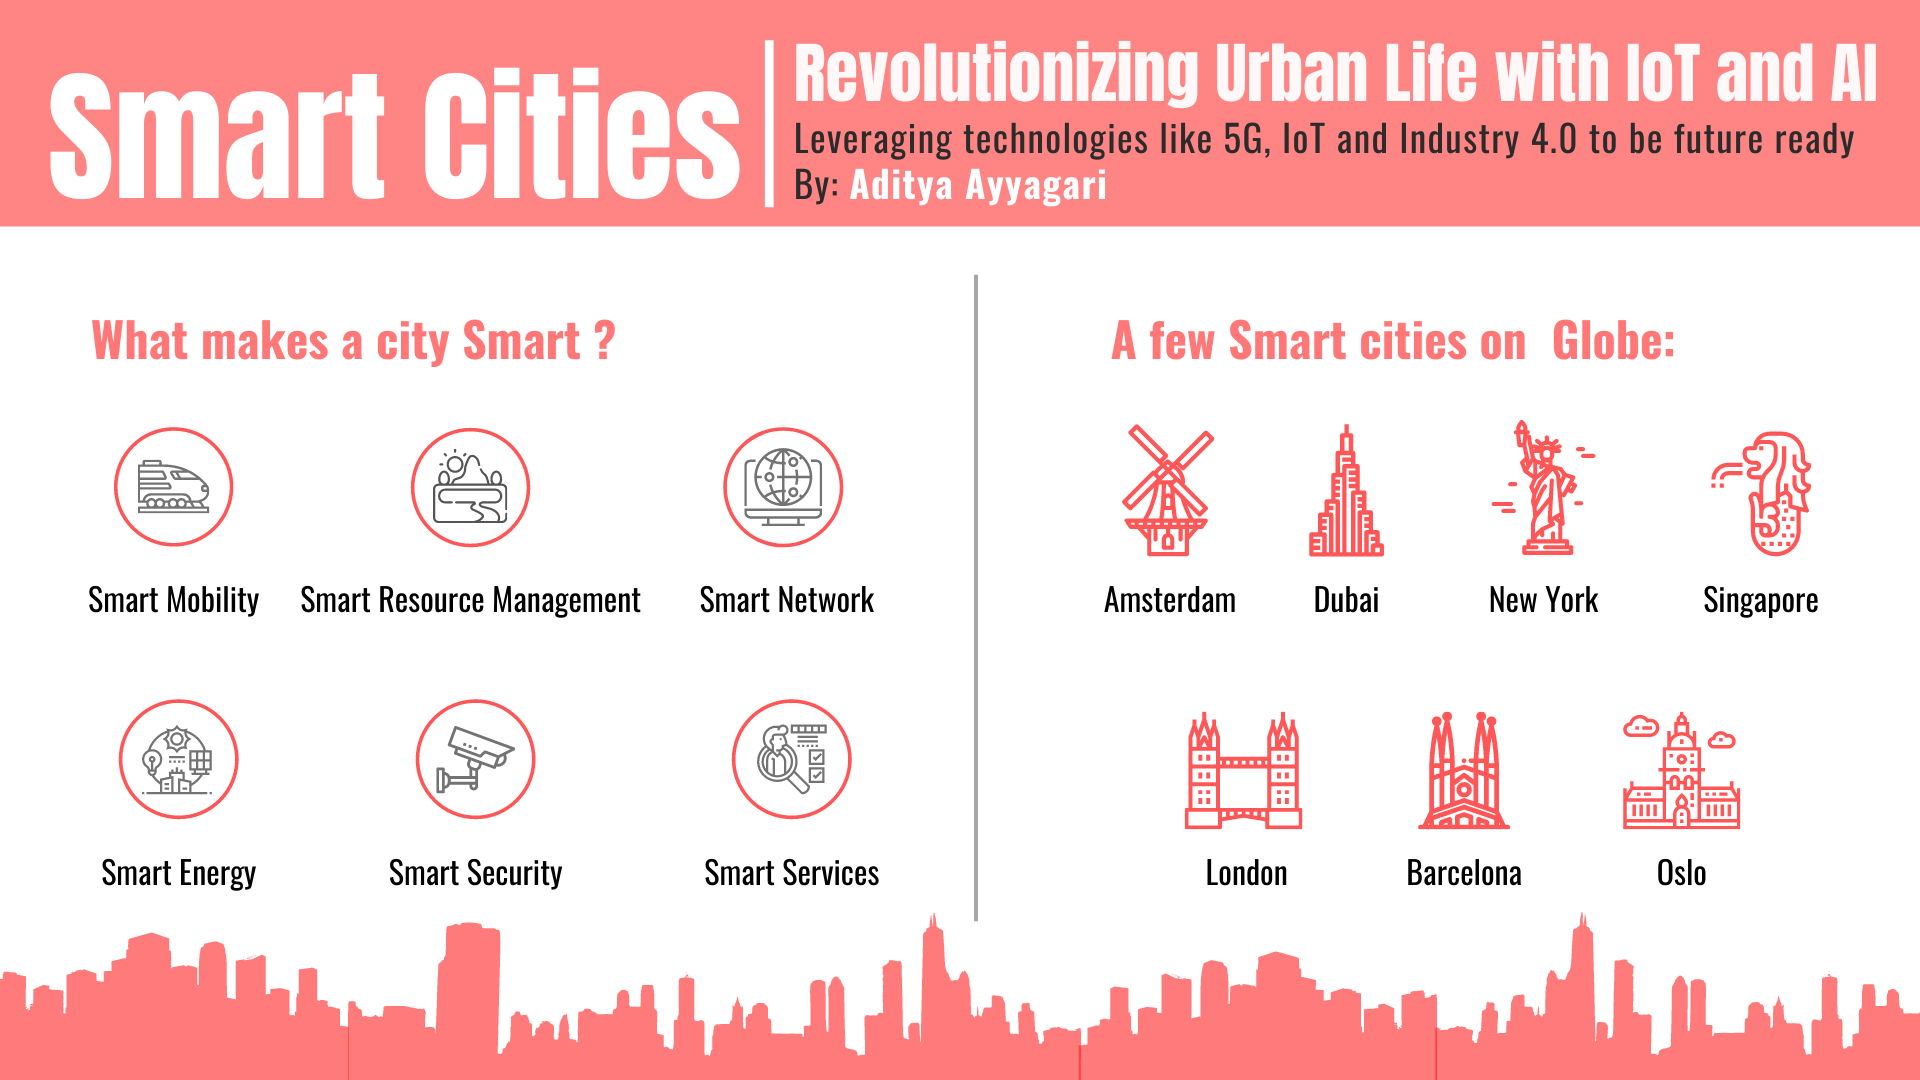 Smart Cities
Revolutionizing Urban Life with IoT and AI
Leveraging technologies like 5G, IoT and Industry 4.0 to be future ready
By: Aditya Ayyagari
What makes a city Smart ?
Smart Mobility
Smart Resource Management
Smart Network
Smart Energy
Smart Security
Smart Services
A few Smart cities on  Globe:
Amsterdam
Dubai
New York
Singapore
London
Barcelona
Oslo